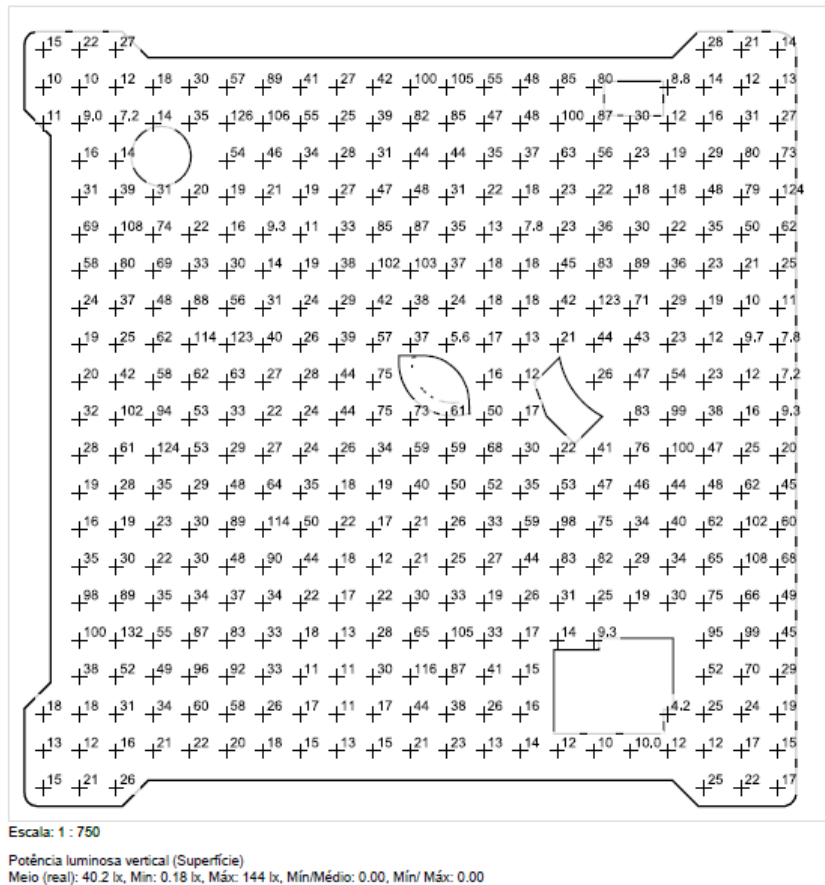 15 22 27 28 21 14
10 10 12 18 30 57 89 41 27 42 100 105 55 48 85 80 8.8 14 12 13
11 9.0 7.2 14 35 126 106 55 25 39 82 85 47 48 100 87 30 12 16 31 27
16 14 54 46 34 28 31 44 44 35 37 63 56 23 19 29 80 73
31 39 31 20 19 21 19 27 47 48 31 22 18 23 22 18 18 48 79 124
69 108 74 22 16 9.3 11 33 85 87 35 13 7.8 23 36 30 22 35 50 62
58 80 69 33 30 14 19 38 102 103 37 18 18 45 83 89 36 23 21 25
24 37 48 88 56 31 24 29 42 38 24 18 18 42 123 71 29 19 10 11
19 25 62 114 123 40 26 39 57 37 5.6 17 13 21 44 43 23 12 9.7 7.8
20 42 58 62 63 27 28 44 75 16 12 26 47 54 23 12 7.2
32 102 94 53 33 22 24 44 75 73 61 50 17 83 99 38 16 9.3
28 61 124 53 29 27 24 26 34 59 59 68 30 22 41 76 100 47 25 20
19 28 35 29 48 64 35 18 19 40 50 52 35 53 47 46 44 48 62 45
16 19 23 30 89 114 50 22 17 21 26 33 59 98 75 34 40 62 102 60
35 30 22 30 48 90 44 18 12 21 25 27 44 83 82 29 34 65 108 68
98 89 35 34 37 34 22 17 22 30 33 19 26 31 25 19 30 75 66 49
100 132 55 87 83 33 18 13 28 65 105 33 17 14 9.3 95 99 45
38 52 49 96 92 33 11 11 30 116 87 41 15 52 70 29
18 18 31 34 60 58 26 17 11 17 44 38 26 16 4.2 25 24 19
13 12 16 21 22 20 18 15 13 15 21 23 13 14 12 10 10.0 12 12 17 15
15 21 26 25 22 17
Escala: 1 : 750
Potência luminosa vertical (Superfície)
Meio (real): 40.2 lx, Min: 0.18 lx, Máx: 144 lx, Mín/Médio: 0.00, Mín/ Máx: 0.00